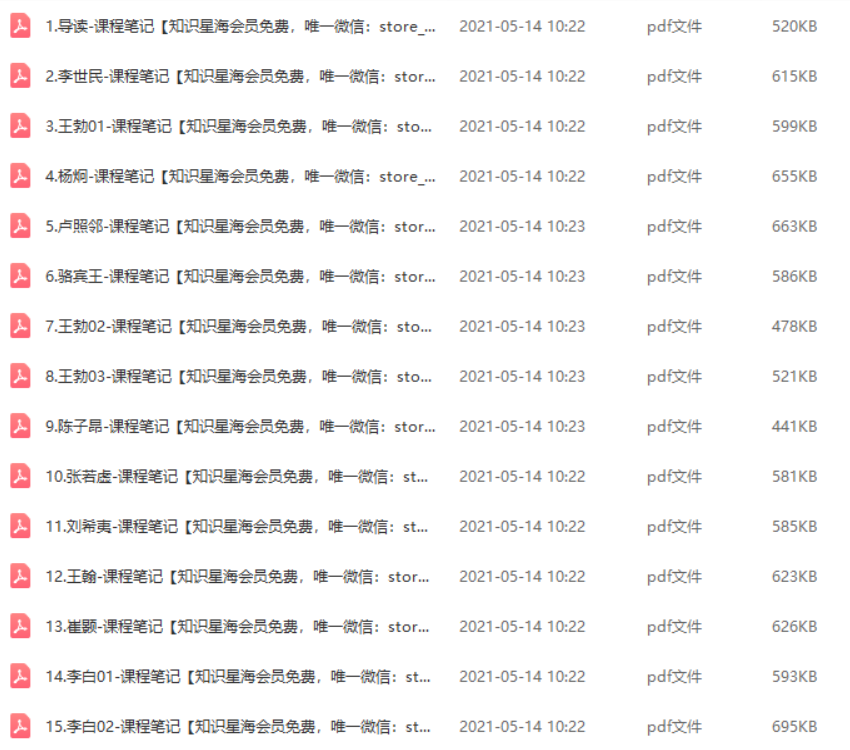 1.导读-课程笔记【知识星海会员免费，唯一微信：store_... 2021-05-14 10:22 pdf文件 520KB
2.李世民-课程笔记【知识星海会员免费，唯一微信：stor... 2021-05-14 10:22 pdf文件 615KB
3.王勃01-课程笔记【知识星海会员免费，唯一微信：sto... 2021-05-14 10:22 pdf文件 599KB
4.杨炯-课程笔记【知识星海会员免费，唯一微信：store_... 2021-05-14 10:22 pdf文件 655KB
5.卢照邻-课程笔记【知识星海会员免费，唯一微信：stor... 2021-05-14 10:23 pdf文件 663KB
6.骆宾王-课程笔记【知识星海会员免费，唯一微信：stor... 2021-05-14 10:23 pdf文件 586KB
7.王勃02-课程笔记【知识星海会员免费，唯一微信：sto... 2021-05-14 10:23 pdf文件 478KB
8.王勃03-课程笔记【知识星海会员免费，唯一微信：sto... 2021-05-14 10:23 pdf文件 521KB
9.陈子昂-课程笔记【知识星海会员免费，唯一微信：stor... 2021-05-14 10:23 pdf文件 441KB
10.张若虚-课程笔记【知识星海会员免费，唯一微信：st... 2021-05-14 10:22 pdf文件 581KB
11.刘希夷-课程笔记【知识星海会员免费，唯一微信：st... 2021-05-14 10:22 pdf文件 585KB
12.王翰-课程笔记【知识星海会员免费，唯一微信：stor... 2021-05-14 10:22 pdf文件 623KB
13.崔颢-课程笔记【知识星海会员免费，唯一微信：stor... 2021-05-14 10:22 pdf文件 626KB
14.李白01-课程笔记【知识星海会员免费，唯一微信：st... 2021-05-14 10:22 pdf文件 593KB
15.李白02-课程笔记【知识星海会员免费，唯一微信：st... 2021-05-14 10:22 pdf文件 695KB